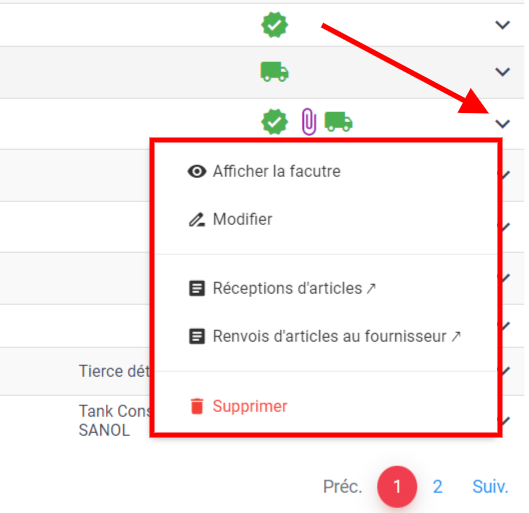 Afficher la facutre
Modifier
Réceptions d'articles ↗
Renvois d'articles au fournisseur ↗
Tierce dét
Supprimer
Tank Cons
SANOL
Préc. 1 2 Suiv.